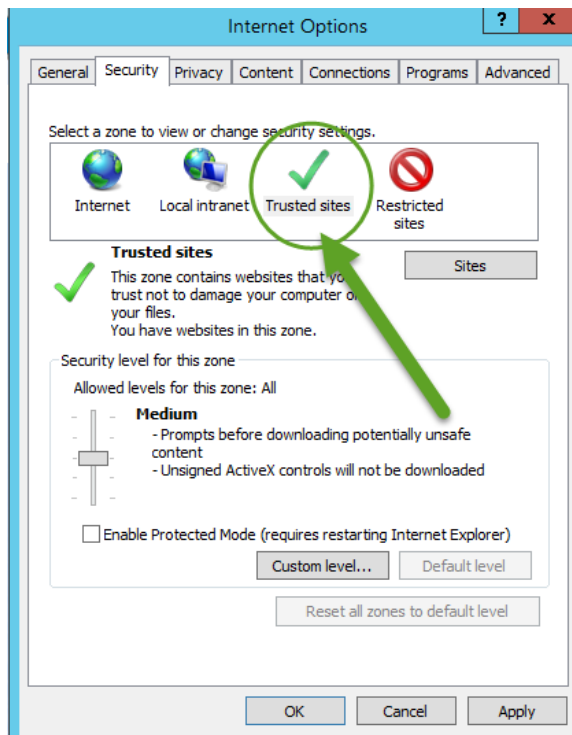 Internet Options
? x
General Security Privacy Content Connections Programs Advanced
Select a zone to view or change security settings.
Internet Local intranet Trusted sites Restricted
sites
Trusted sites
Sites
This zone contains websites that you
trust not to damage your computer or
your files.
You have websites in this zone.
Security level for this zone
Allowed levels for this zone: All
Medium
- Prompts before downloading potentially unsafe
content
- Unsigned ActiveX controls will not be downloaded
Enable Protected Mode (requires restarting Internet Explorer)
Custom level... Default level
Reset all zones to default level
OK Cancel Apply